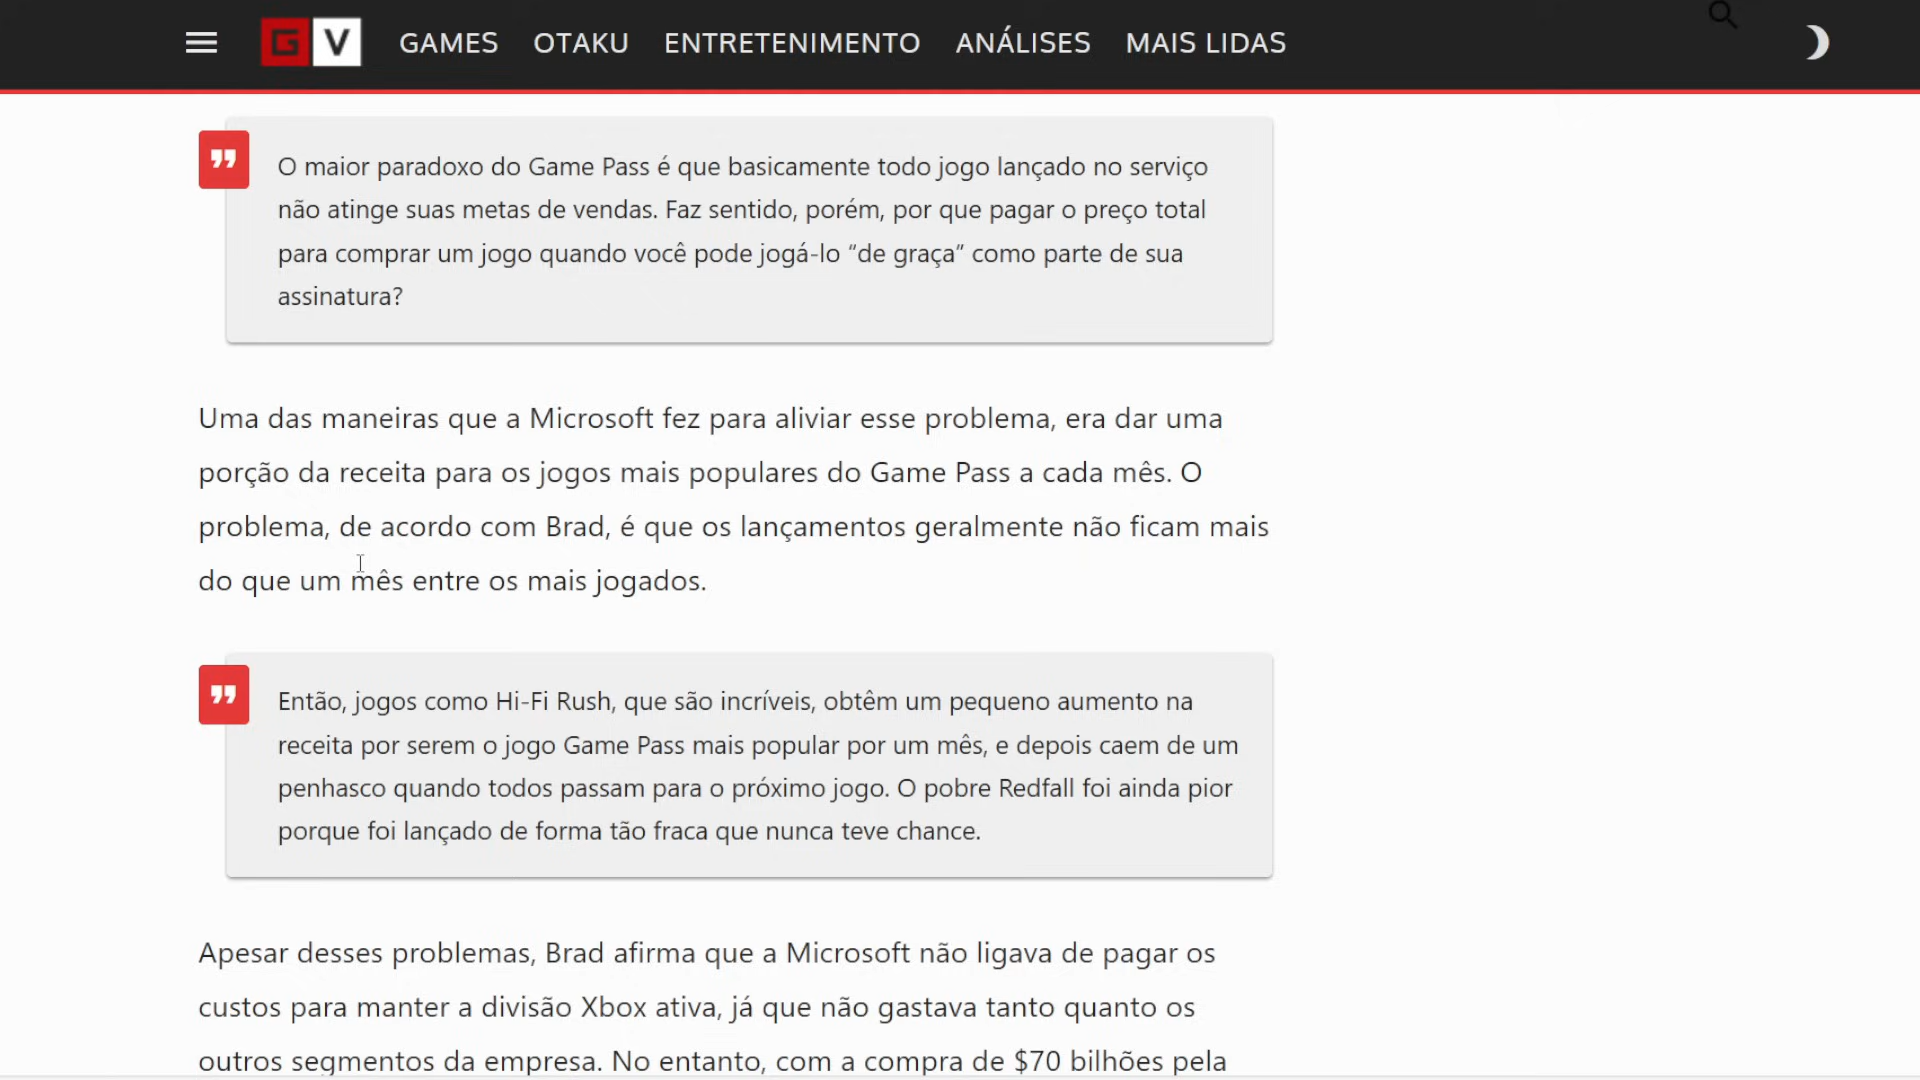 G V GAMES OTAKU ENTRETENIMENTO ANÁLISES MAIS LIDAS
O maior paradoxo do Game Pass é que basicamente todo jogo lançado no serviço
não atinge suas metas de vendas. Faz sentido, porém, por que pagar o preço total
para comprar um jogo quando você pode jogá-lo “de graça” como parte de sua
assinatura?
Uma das maneiras que a Microsoft fez para aliviar esse problema, era dar uma
porção da receita para os jogos mais populares do Game Pass a cada mês. O
problema, de acordo com Brad, é que os lançamentos geralmente não ficam mais
do que um mês entre os mais jogados.
Então, jogos como Hi-Fi Rush, que são incríveis, obtêm um pequeno aumento na
receita por serem o jogo Game Pass mais popular por um mês, e depois caem de um
penhasco quando todos passam para o próximo jogo. O pobre Redfall foi ainda pior
porque foi lançado de forma tão fraca que nunca teve chance.
Apesar desses problemas, Brad afirma que a Microsoft não ligava de pagar os
custos para manter a divisão Xbox ativa, já que não gastava tanto quanto os
outros segmentos da empresa. No entanto, com a compra de $70 bilhões pela